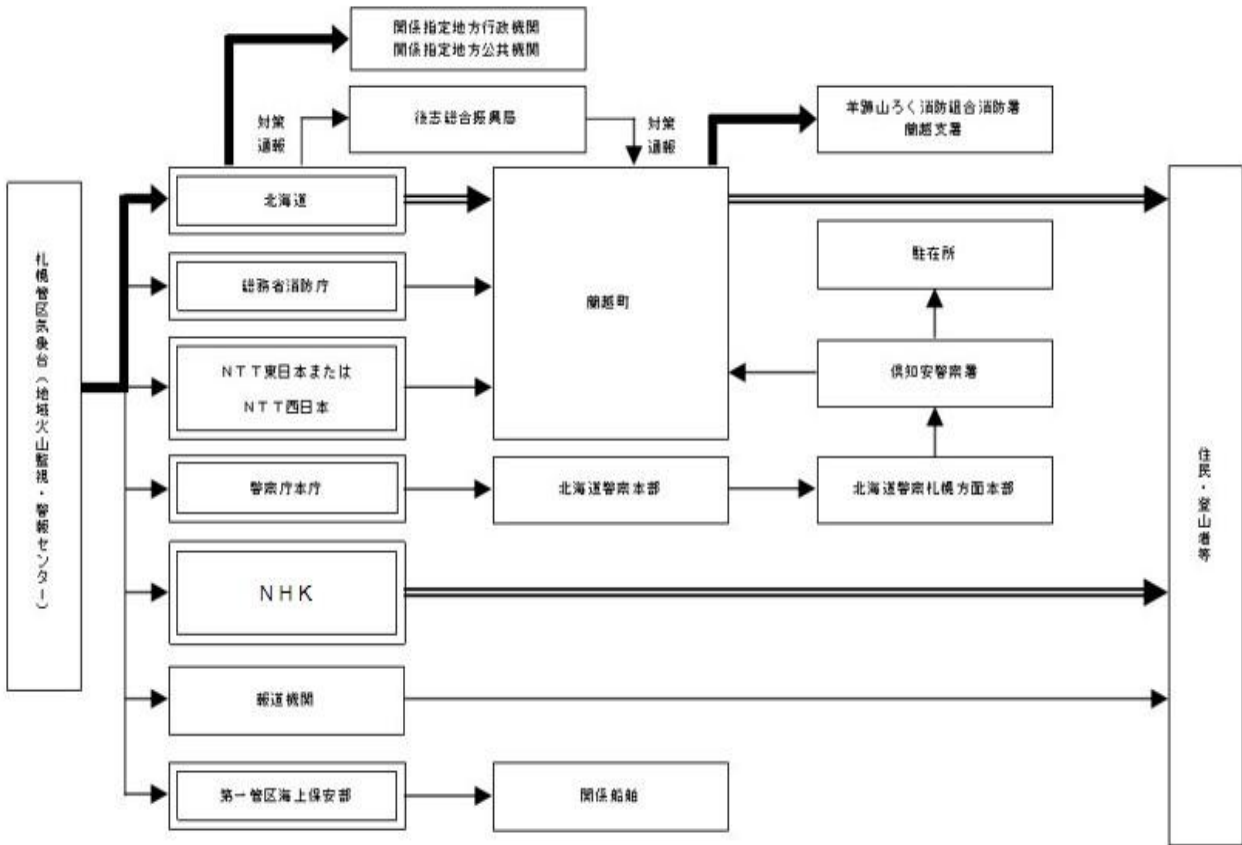 関係指定地方行政機関
関係指定地方公共機関
対策
通報
後志総合振興局
対策
通報
羊蹄山ろく消防組合消防署
蘭越支署
札幌管区気象台（地域火山監視・警報センター）
北海道
総務省消防庁
蘭越町
駐在所
ＮＴＴ東日本または
ＮＴＴ西日本
倶知安警察署
警察庁本庁
北海道警察本部
北海道警察札幌方面本部
住民・登山者等
ＮＨＫ
報道機関
第一管区海上保安部
関係船舶